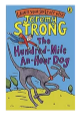 JEREMY
STRONG
The
Hundred-Mile
An-Hour Dog